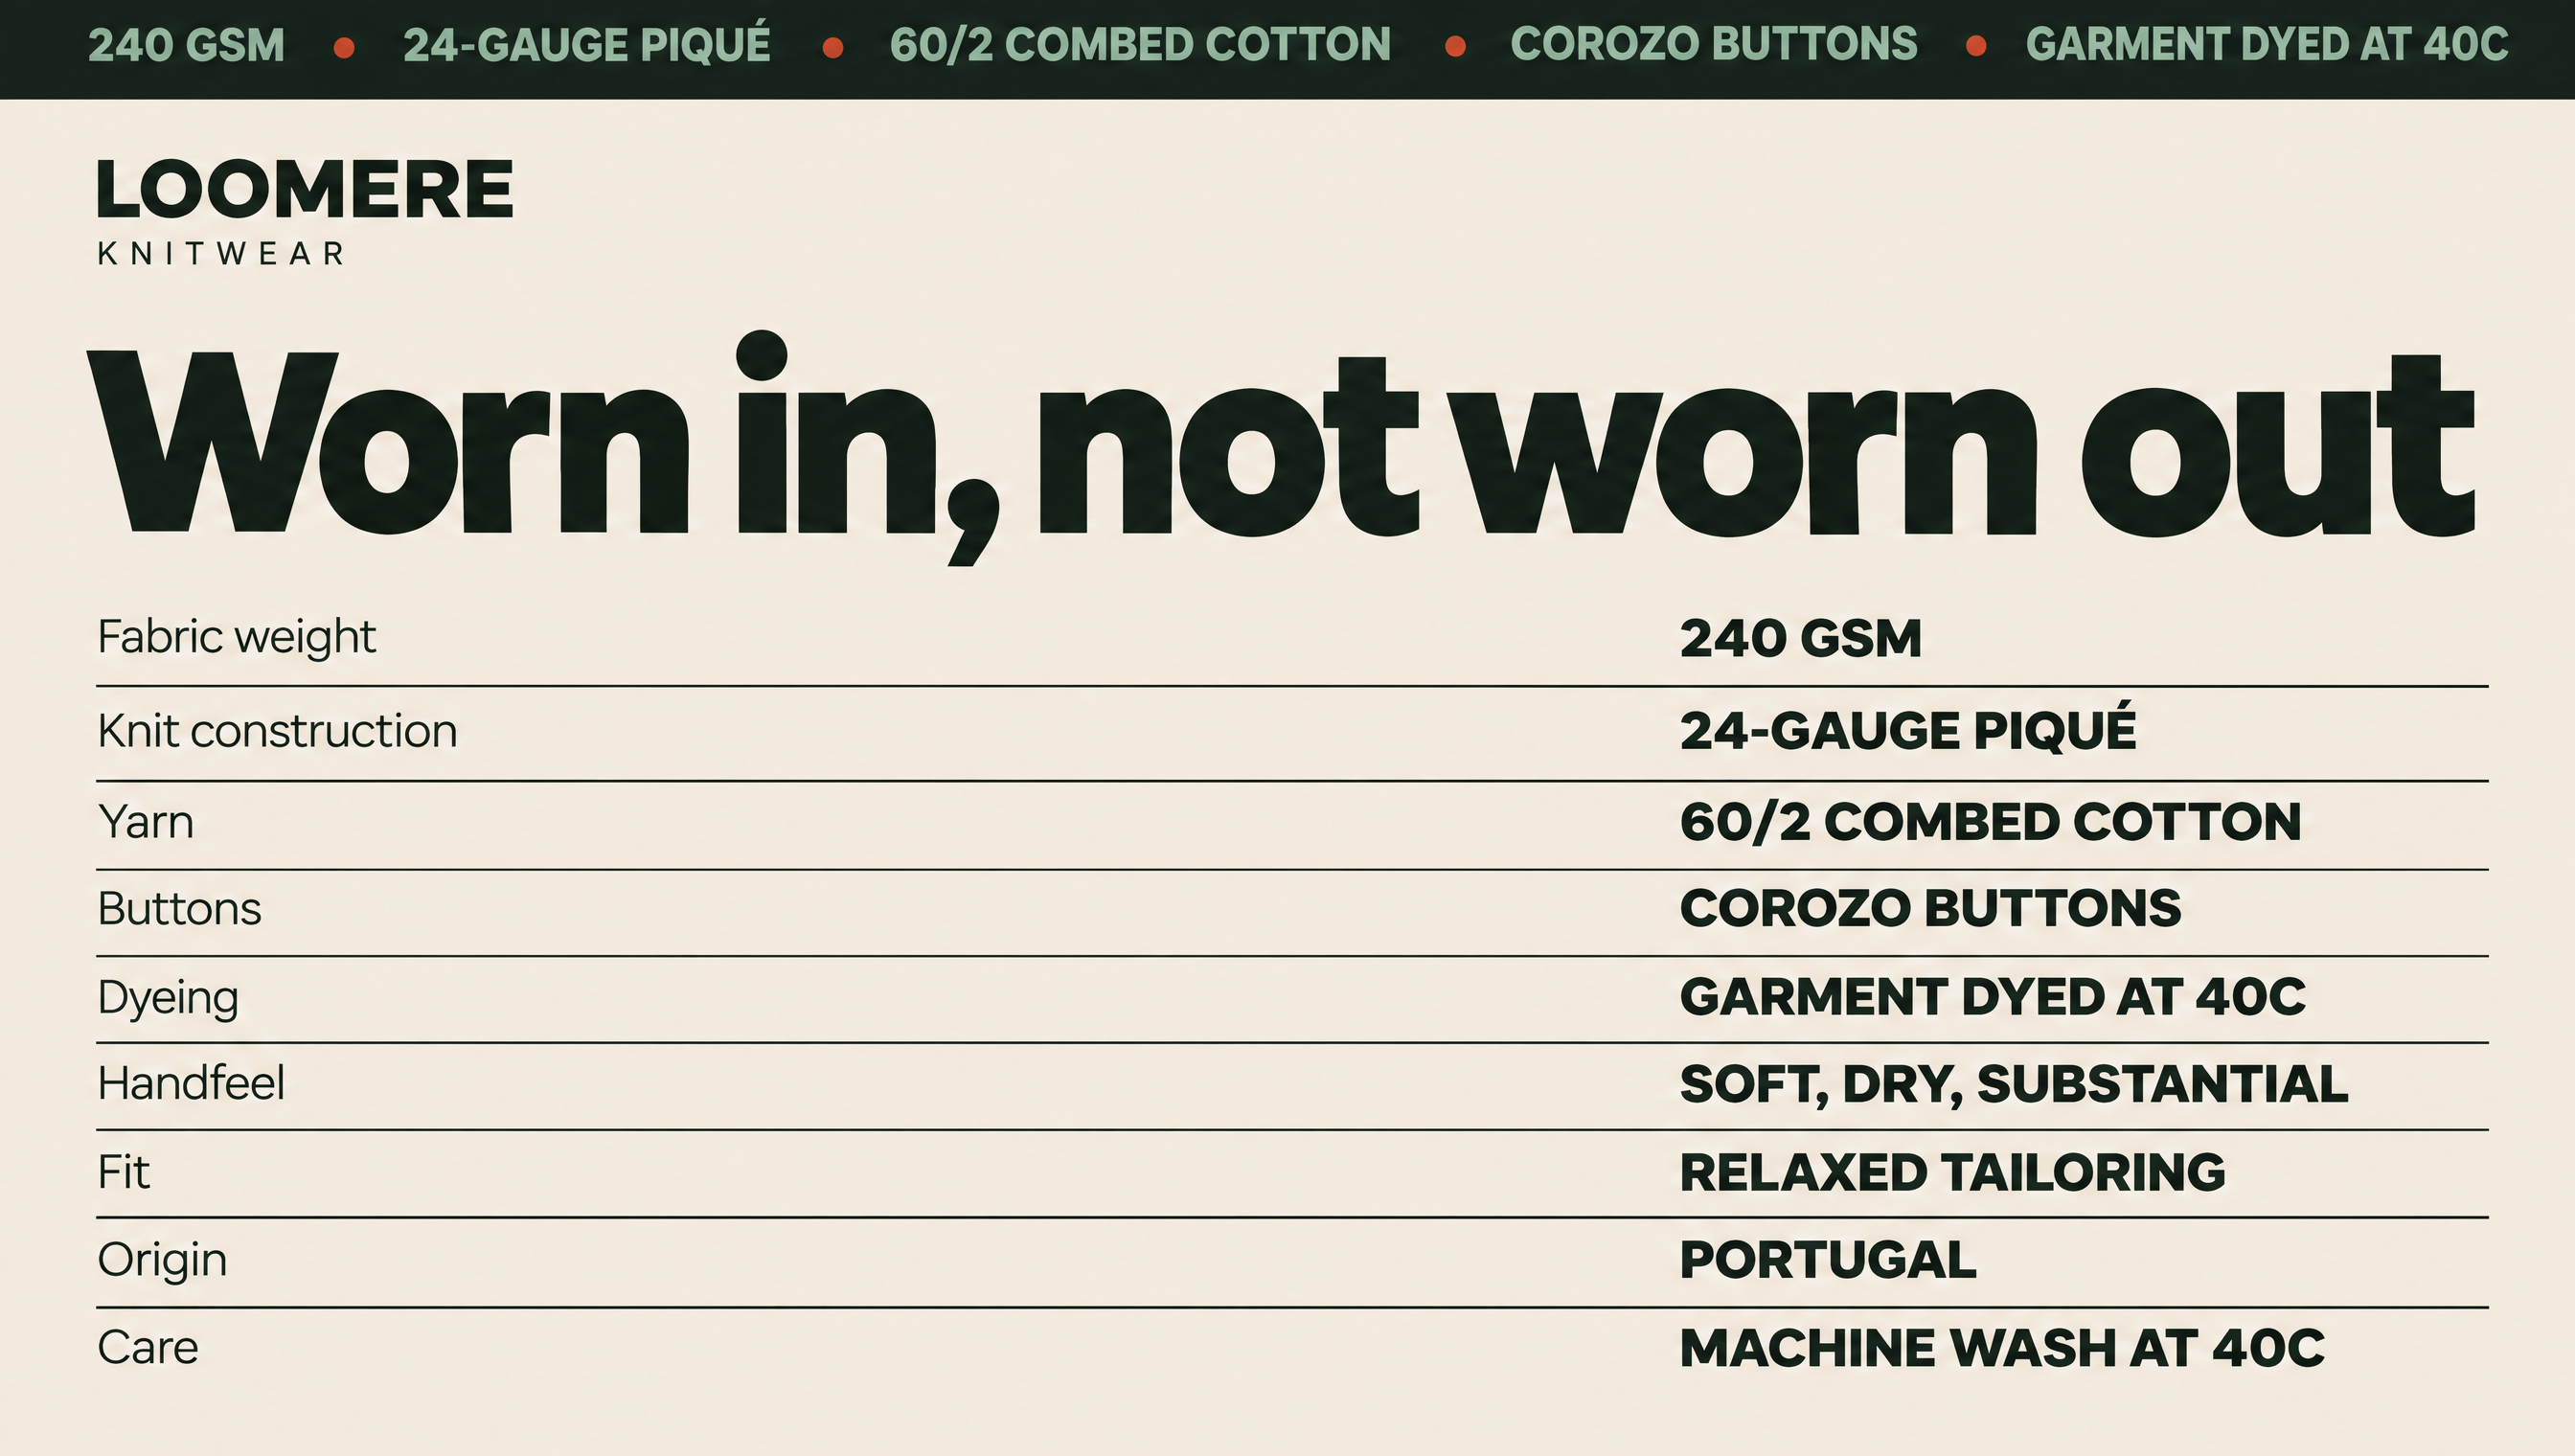 240 GSM • 24-GAUGE PIQUÉ • 60/2 COMBED COTTON • COROZO BUTTONS • GARMENT DYED AT 40C
LOOMERE
KNITWEAR
Worn in, not worn out
Fabric weight 240 GSM
Knit construction 24-GAUGE PIQUÉ
Yarn 60/2 COMBED COTTON
Buttons COROZO BUTTONS
Dyeing GARMENT DYED AT 40C
Handfeel SOFT, DRY, SUBSTANTIAL
Fit RELAXED TAILORING
Origin PORTUGAL
Care MACHINE WASH AT 40C